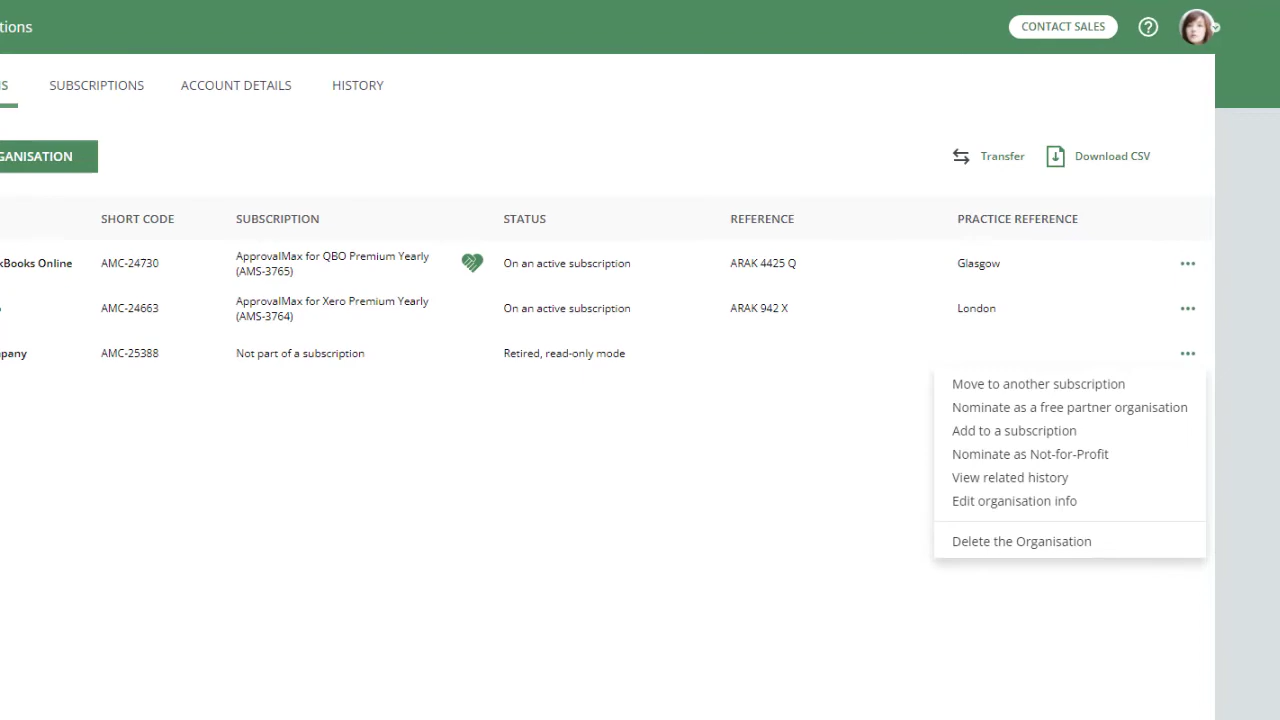 tions
CONTACT SALES
S
SUBSCRIPTIONS
ACCOUNT DETAILS
HISTORY
GANISATION
Transfer
Download CSV
SHORT CODE
SUBSCRIPTION
STATUS
REFERENCE
PRACTICE REFERENCE
kBooks Online
AMC-24730
ApprovalMax for QBO Premium Yearly
(AMS-3765)
On an active subscription
ARAK 4425 Q
Glasgow
AMC-24663
ApprovalMax for Xero Premium Yearly
(AMS-3764)
On an active subscription
ARAK 942 X
London
pany
AMC-25388
Not part of a subscription
Retired, read-only mode
Move to another subscription
Nominate as a free partner organisation
Add to a subscription
Nominate as Not-for-Profit
View related history
Edit organisation info
Delete the Organisation